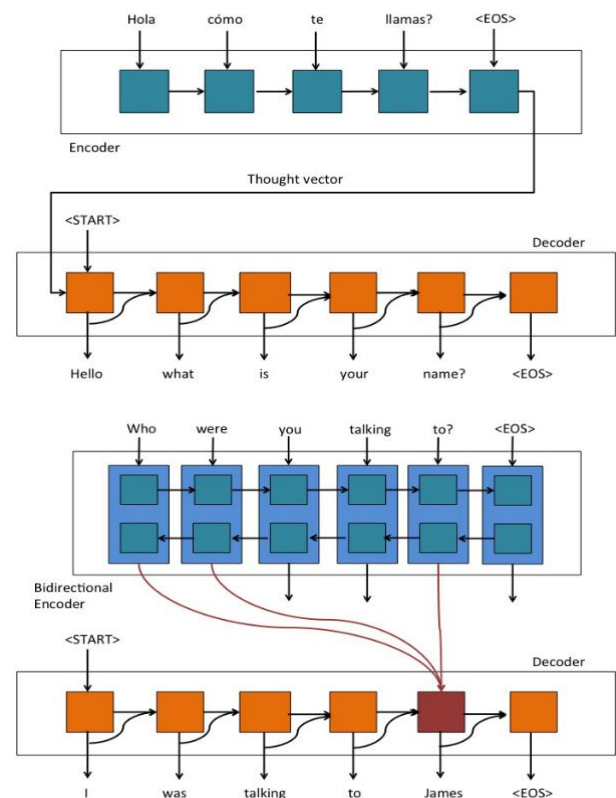 Hola cómo te llamas? <EOS>
Encoder
Thought vector
<START>
Decoder
Hello what is your name? <EOS>
Who were you talking to? <EOS>
Bidirectional
Encoder
<START>
Decoder
I was talking to James <EOS>